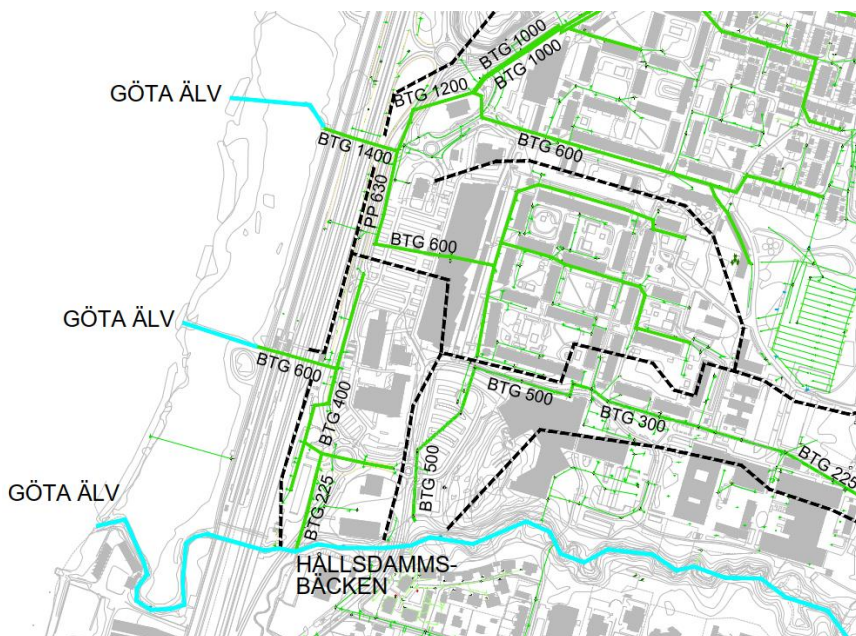 BTG 1000
BTG 1000
BTG 1200
GÖTA ÄLV
BTG 1400
BTG 600
PP 630
BTG 600
GÖTA ÄLV
BTG 600
BTG 400
BTG 500
BTG 300
BTG 225
BTG 500
BTG 225
GÖTA ÄLV
HÅLLSDAMMS-
BÄCKEN